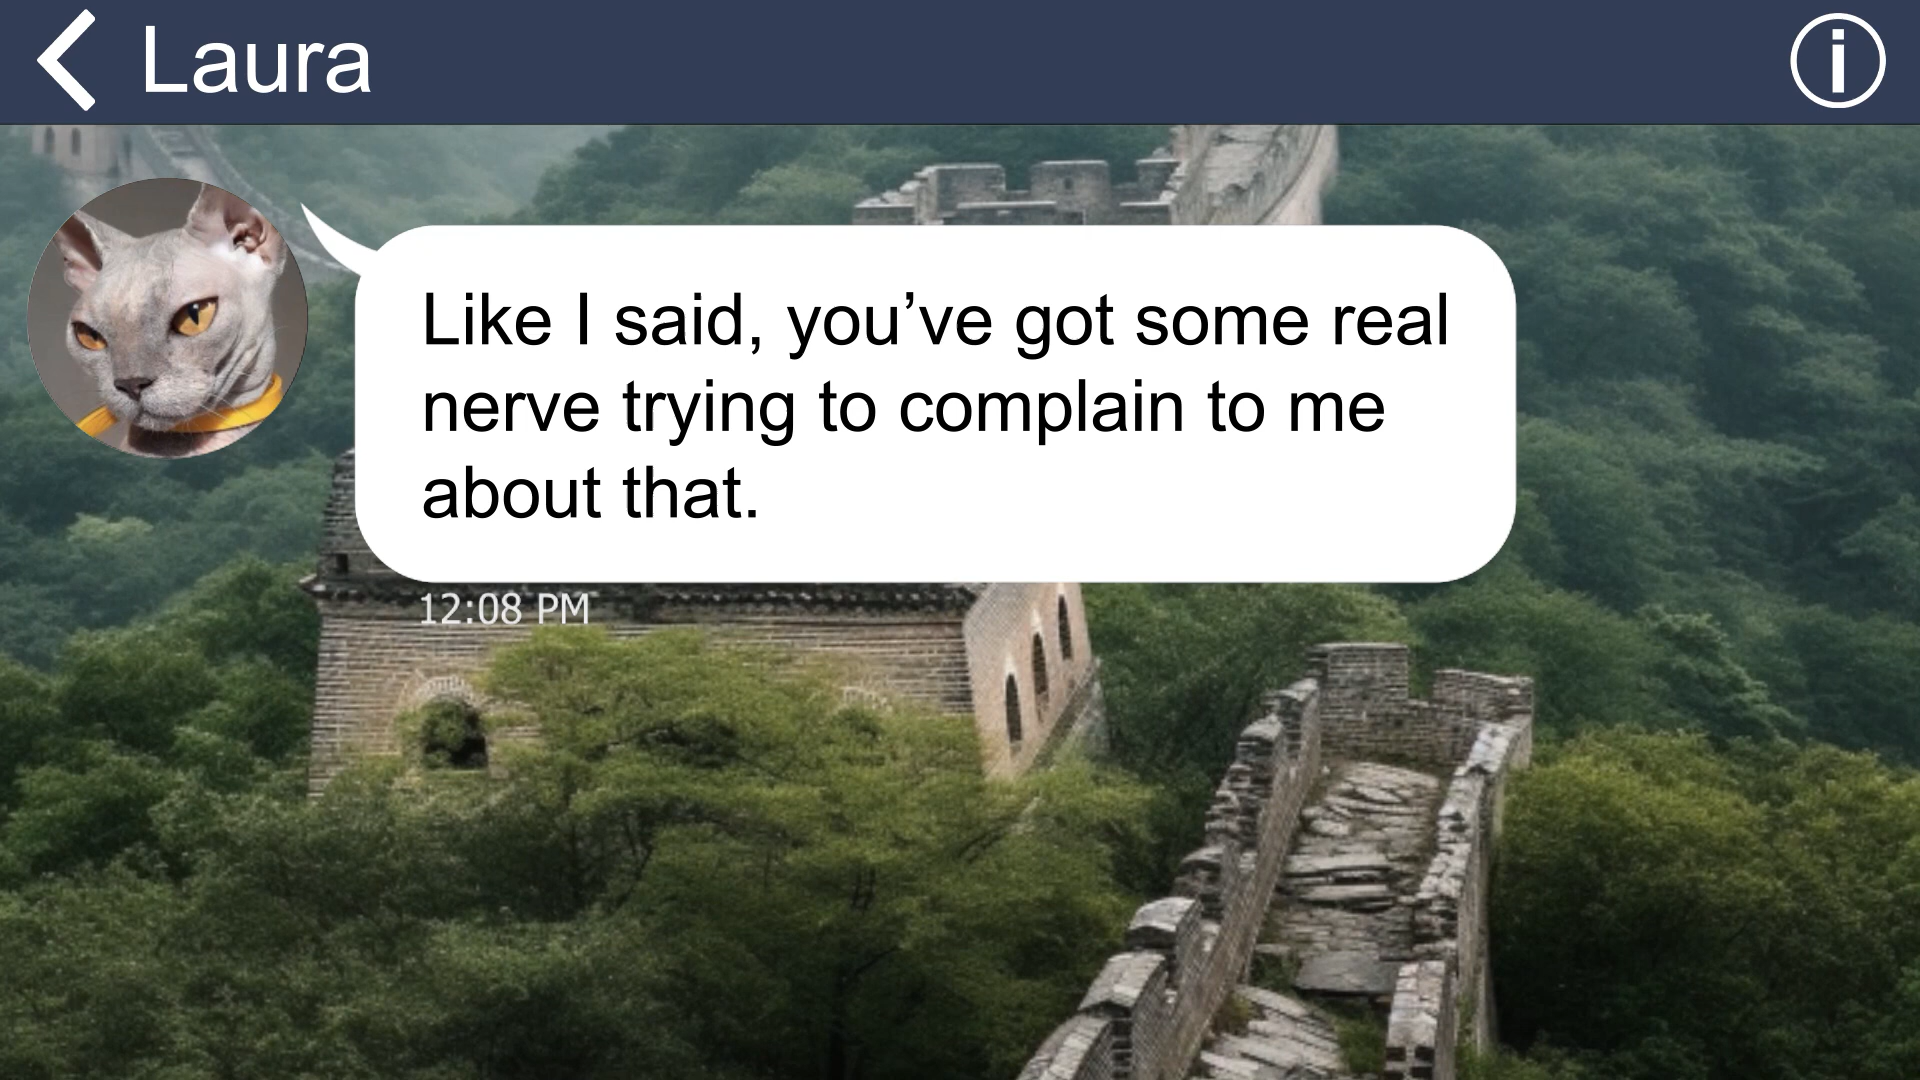 Laura
Like I said, you’ve got some real
nerve trying to complain to me
about that.
12:08 PM